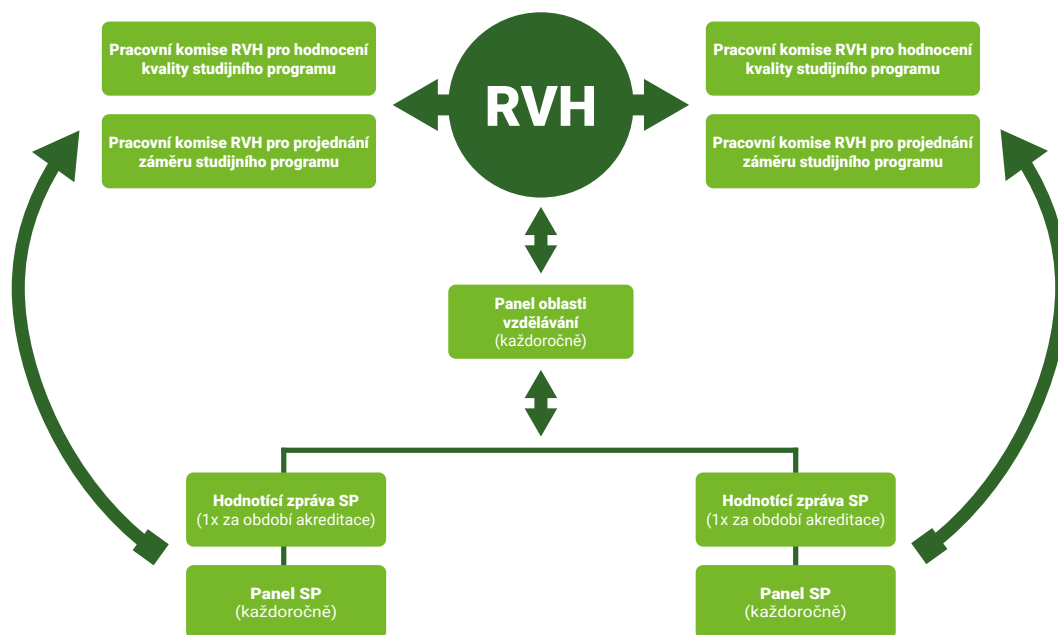 Pracovní komise RVH pro hodnocení
kvality studijního programu
Pracovní komise RVH pro projednání
záměru studijního programu
RVH
Pracovní komise RVH pro hodnocení
kvality studijního programu
Pracovní komise RVH pro projednání
záměru studijního programu
Panel oblasti
vzdělávání
(každoročně)
Hodnotící zpráva SP
(1x za období akreditace)
Panel SP
(každoročně)
Hodnotící zpráva SP
(1x za období akreditace)
Panel SP
(každoročně)